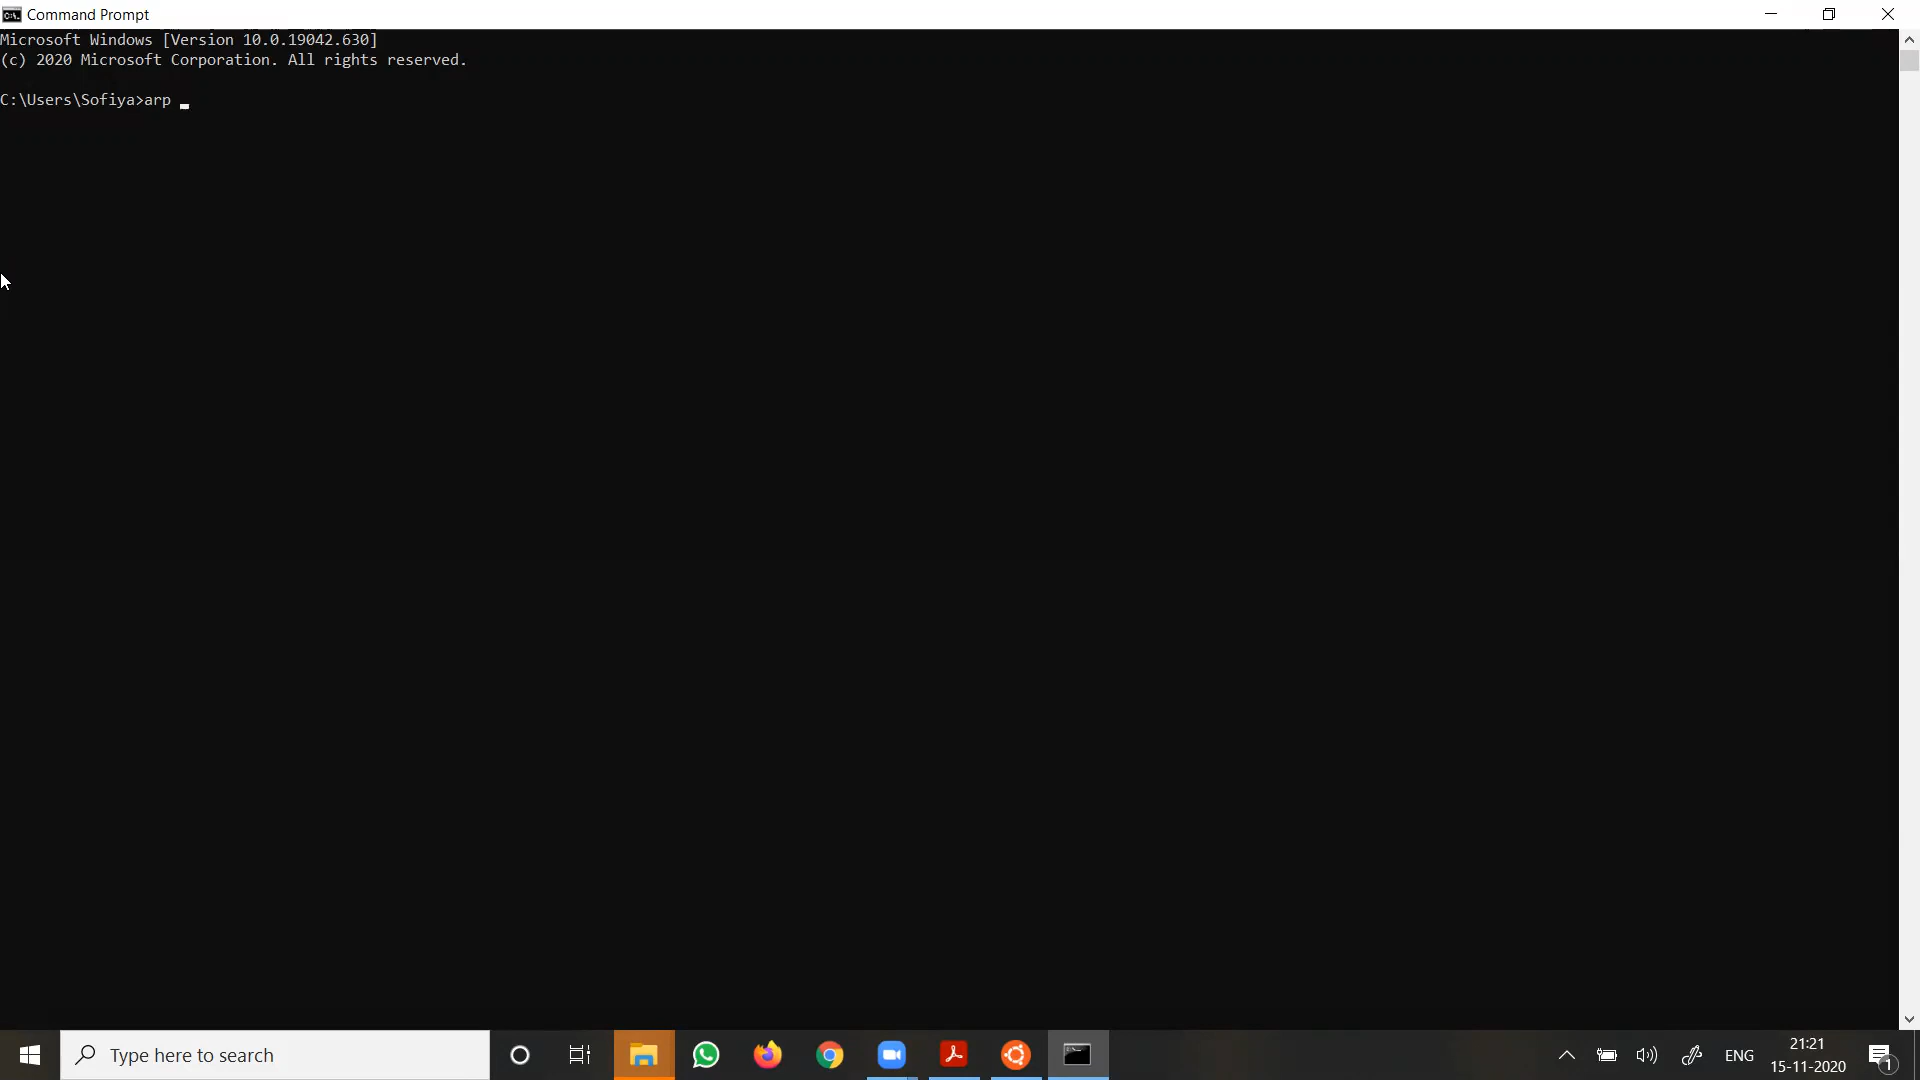 Command Prompt
Microsoft Windows [Version 10.0.19042.630]
(c) 2020 Microsoft Corporation. All rights reserved.
C:\Users\Sofiya>arp _
Type here to search
ENG
21:21
15-11-2020
1